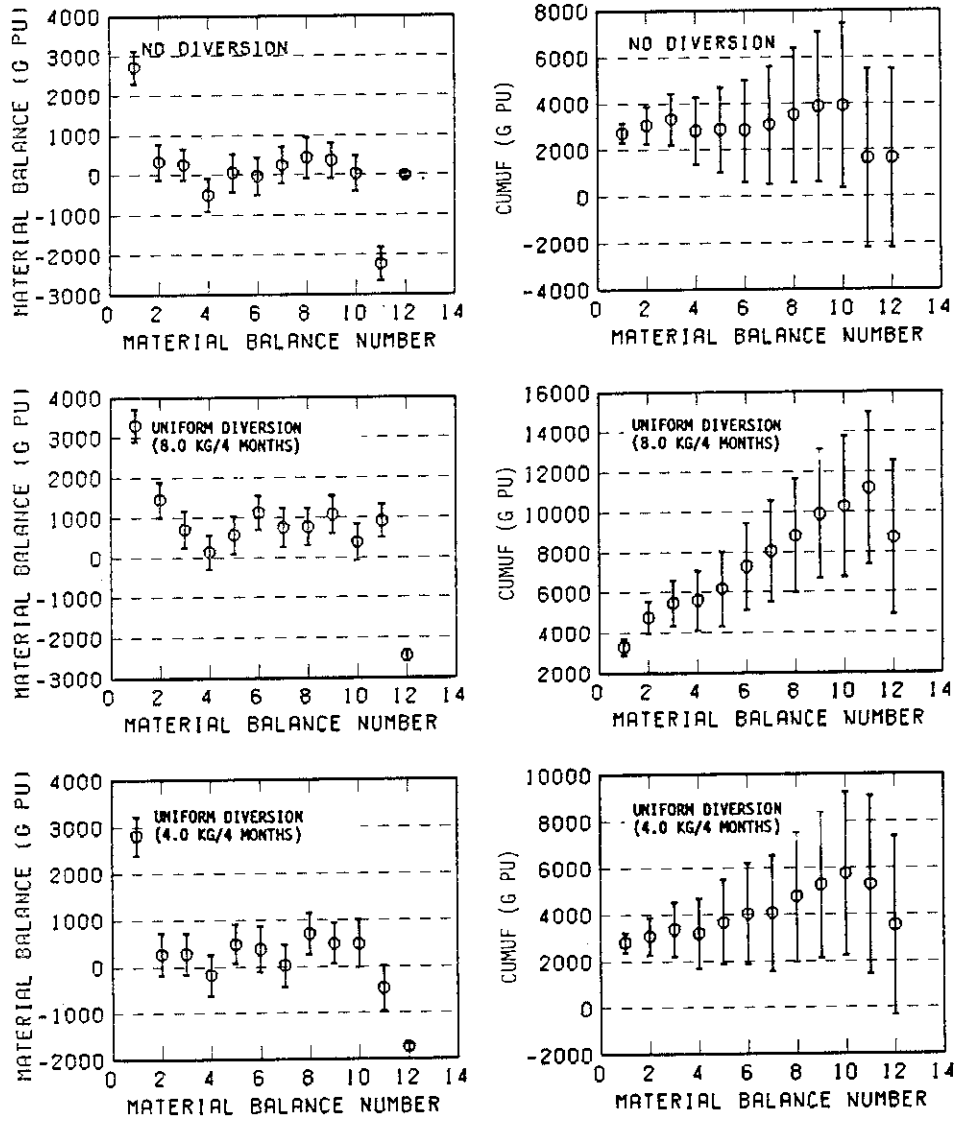 MATERIAL BALANCE (G PU)
4000
3000
2000
1000
0
-1000
-2000
-3000
NO DIVERSION
0 2 4 6 8 10 12 14
MATERIAL BALANCE NUMBER
CUMUF (G PU)
8000
6000
4000
2000
0
-2000
-4000
NO DIVERSION
0 2 4 6 8 10 12 14
MATERIAL BALANCE NUMBER
MATERIAL BALANCE (G PU)
4000
3000
2000
1000
0
-1000
-2000
-3000
UNIFORM DIVERSION
(8.0 KG/4 MONTHS)
0 2 4 6 8 10 12 14
MATERIAL BALANCE NUMBER
CUMUF (G PU)
16000
14000
12000
10000
8000
6000
4000
2000
UNIFORM DIVERSION
(8.0 KG/4 MONTHS)
0 2 4 6 8 10 12 14
MATERIAL BALANCE NUMBER
MATERIAL BALANCE (G PU)
4000
3000
2000
1000
0
-1000
-2000
UNIFORM DIVERSION
(4.0 KG/4 MONTHS)
0 2 4 6 8 10 12 14
MATERIAL BALANCE NUMBER
CUMUF (G PU)
10000
8000
6000
4000
2000
0
-2000
UNIFORM DIVERSION
(4.0 KG/4 MONTHS)
0 2 4 6 8 10 12 14
MATERIAL BALANCE NUMBER